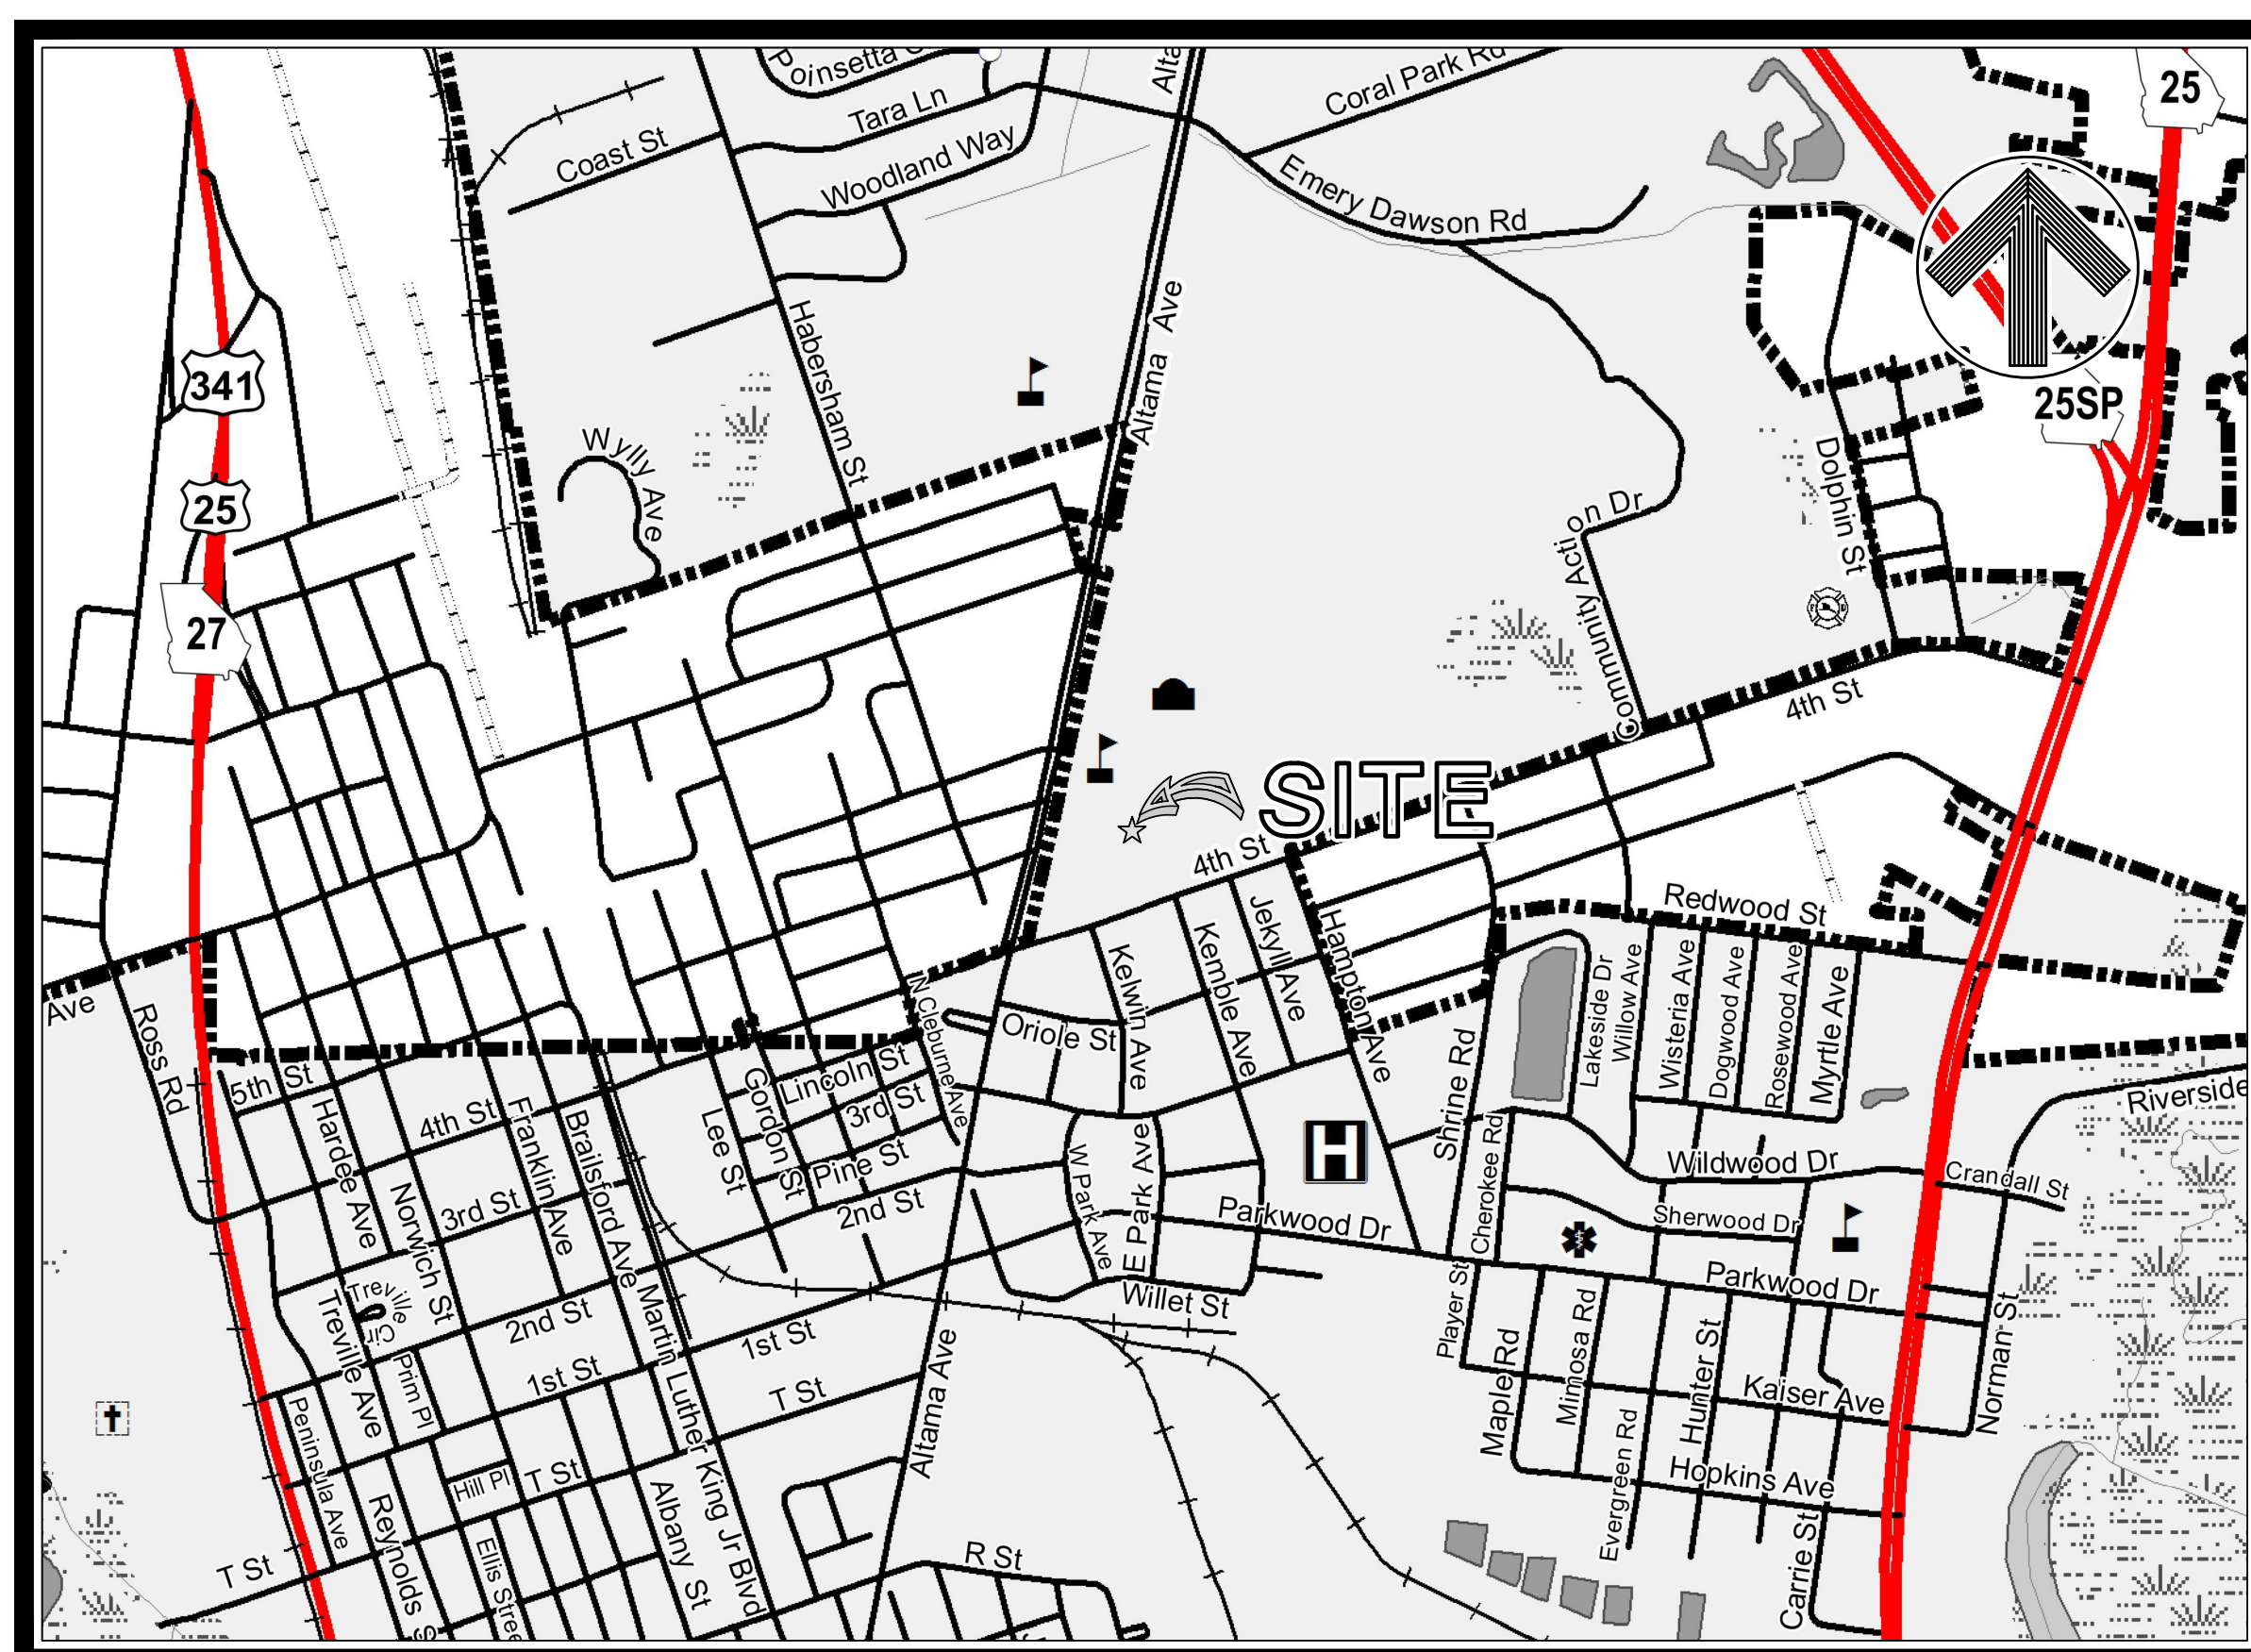 Poinsetta
Alta
Coral Park Rd
25
Tara Ln
Coast St
Woodland Way
Emery Dawson Rd
Altama Ave
Habersham St
341
25SP
Wylly Ave
25
Dolphin St
Community Action Dr
27
4th St
SITE
4th St
Redwood St
Jekyll Ave
Hampton Ave
Kemble Ave
Kelwin Ave
Lakeside Dr
Willow Ave
Wisteria Ave
Dogwood Ave
Rosewood Ave
Myrtle Ave
Ave
Ross Rd
N Cleburne Ave
Oriole St
Shrine Rd
5th St
Lincoln St
Gordon St
3rd St
Riverside
Hardee Ave
4th St
Franklin Ave
Brailsford Ave
Lee St
Pine St
W Park Ave
E Park Ave
H
Cherokee Rd
Wildwood Dr
Crandall St
Norwich St
3rd St
2nd St
Parkwood Dr
Sherwood Dr
Treville Cir
Treville Ave
2nd St
Martin Luther King Jr Blvd
1st St
Willet St
Player St
Parkwood Dr
Norman St
Prim Pl
1st St
T St
Altama Ave
Maple Rd
Mimosa Rd
Hunter St
Kaiser Ave
Peninsula Ave
Hill Pl
T St
Albany St
Evergreen Rd
Hopkins Ave
Reynolds S
Ellis Stree
T St
R St
Carrie St